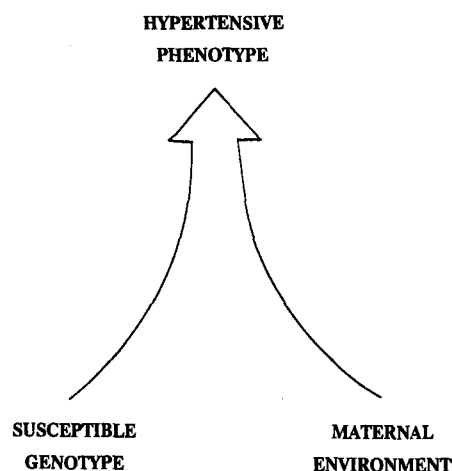 HYPERTENSIVE
PHENOTYPE
SUSCEPTIBLE
GENOTYPE
MATERNAL
ENVIRONMENT